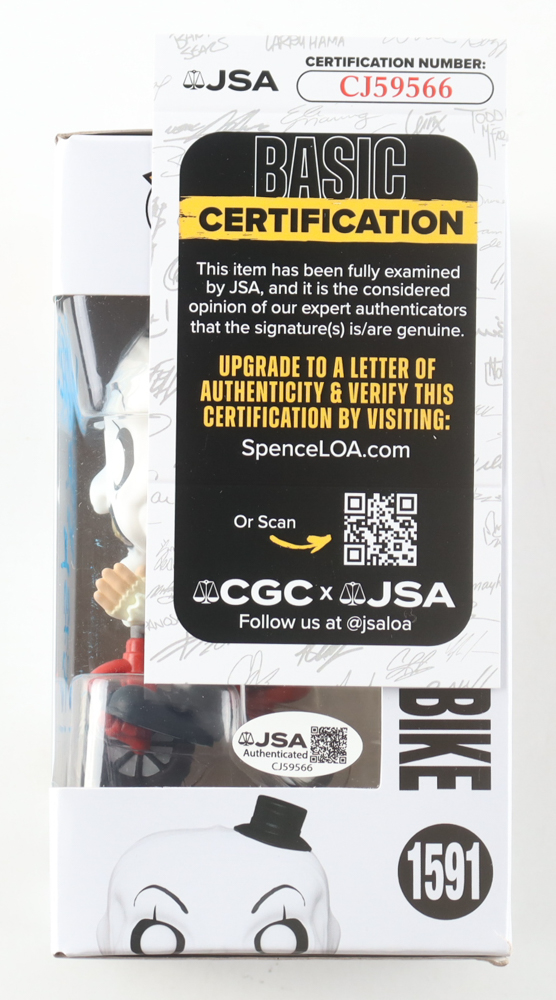 JSA
CERTIFICATION NUMBER:
CJ59566
BASIC
CERTIFICATION
This item has been fully examined
by JSA, and it is the considered
opinion of our expert authenticators
that the signature(s) is/are genuine.
UPGRADE TO A LETTER OF
AUTHENTICITY & VERIFY THIS
CERTIFICATION BY VISITING:
SpenceLOA.com
Or Scan
CGC x JSA
Follow us at @jsaloa
BIKE
JSA
Authenticated
CJ59566
1591